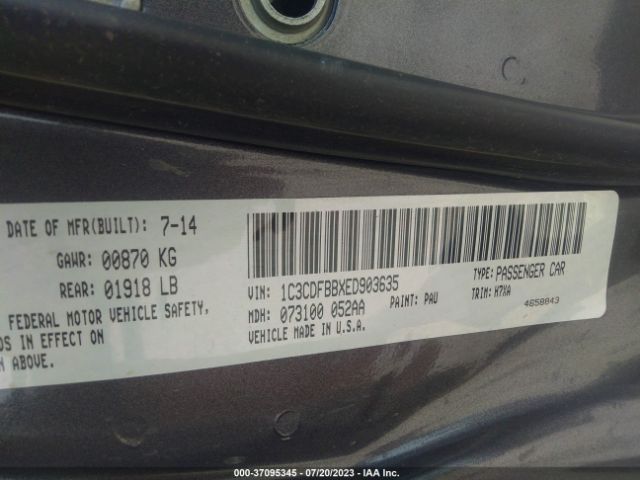 DATE OF MFR(BUILT): 7-14
GAWR: 00870 KG
REAR: 01918 LB
FEDERAL MOTOR VEHICLE SAFETY,
DS IN EFFECT ON
N ABOVE.
VIN: 1C3CDFBBXED903635
TYPE: PASSENGER CAR
MDH: 073100 052AA
PAINT: PAU
TRIM: H7XA
VEHICLE MADE IN U.S.A.
4658843
000-37095345 / 07/20/2023 - IAA Inc.